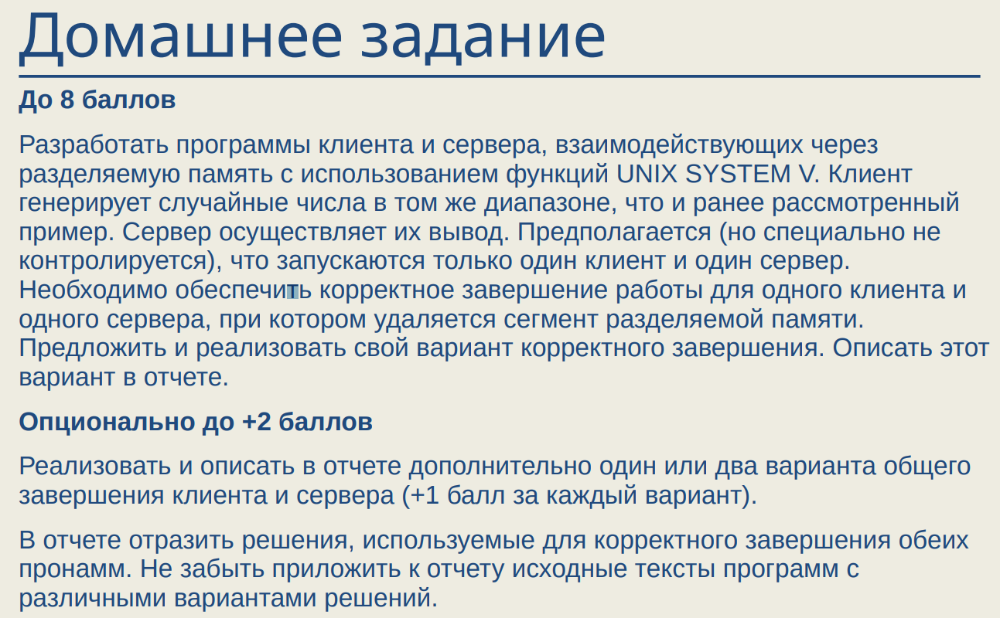 Домашнее задание
До 8 баллов
Разработать программы клиента и сервера, взаимодействующих через
разделяемую память с использованием функций UNIX SYSTEM V. Клиент
генерирует случайные числа в том же диапазоне, что и ранее рассмотренный
пример. Сервер осуществляет их вывод. Предполагается (но специально не
контролируется), что запускаются только один клиент и один сервер.
Необходимо обеспечить корректное завершение работы для одного клиента и
одного сервера, при котором удаляется сегмент разделяемой памяти.
Предложить и реализовать свой вариант корректного завершения. Описать этот
вариант в отчете.
Опционально до +2 баллов
Реализовать и описать в отчете дополнительно один или два варианта общего
завершения клиента и сервера (+1 балл за каждый вариант).
В отчете отразить решения, используемые для корректного завершения обеих
пронамм. Не забыть приложить к отчету исходные тексты программ с
различными вариантами решений.